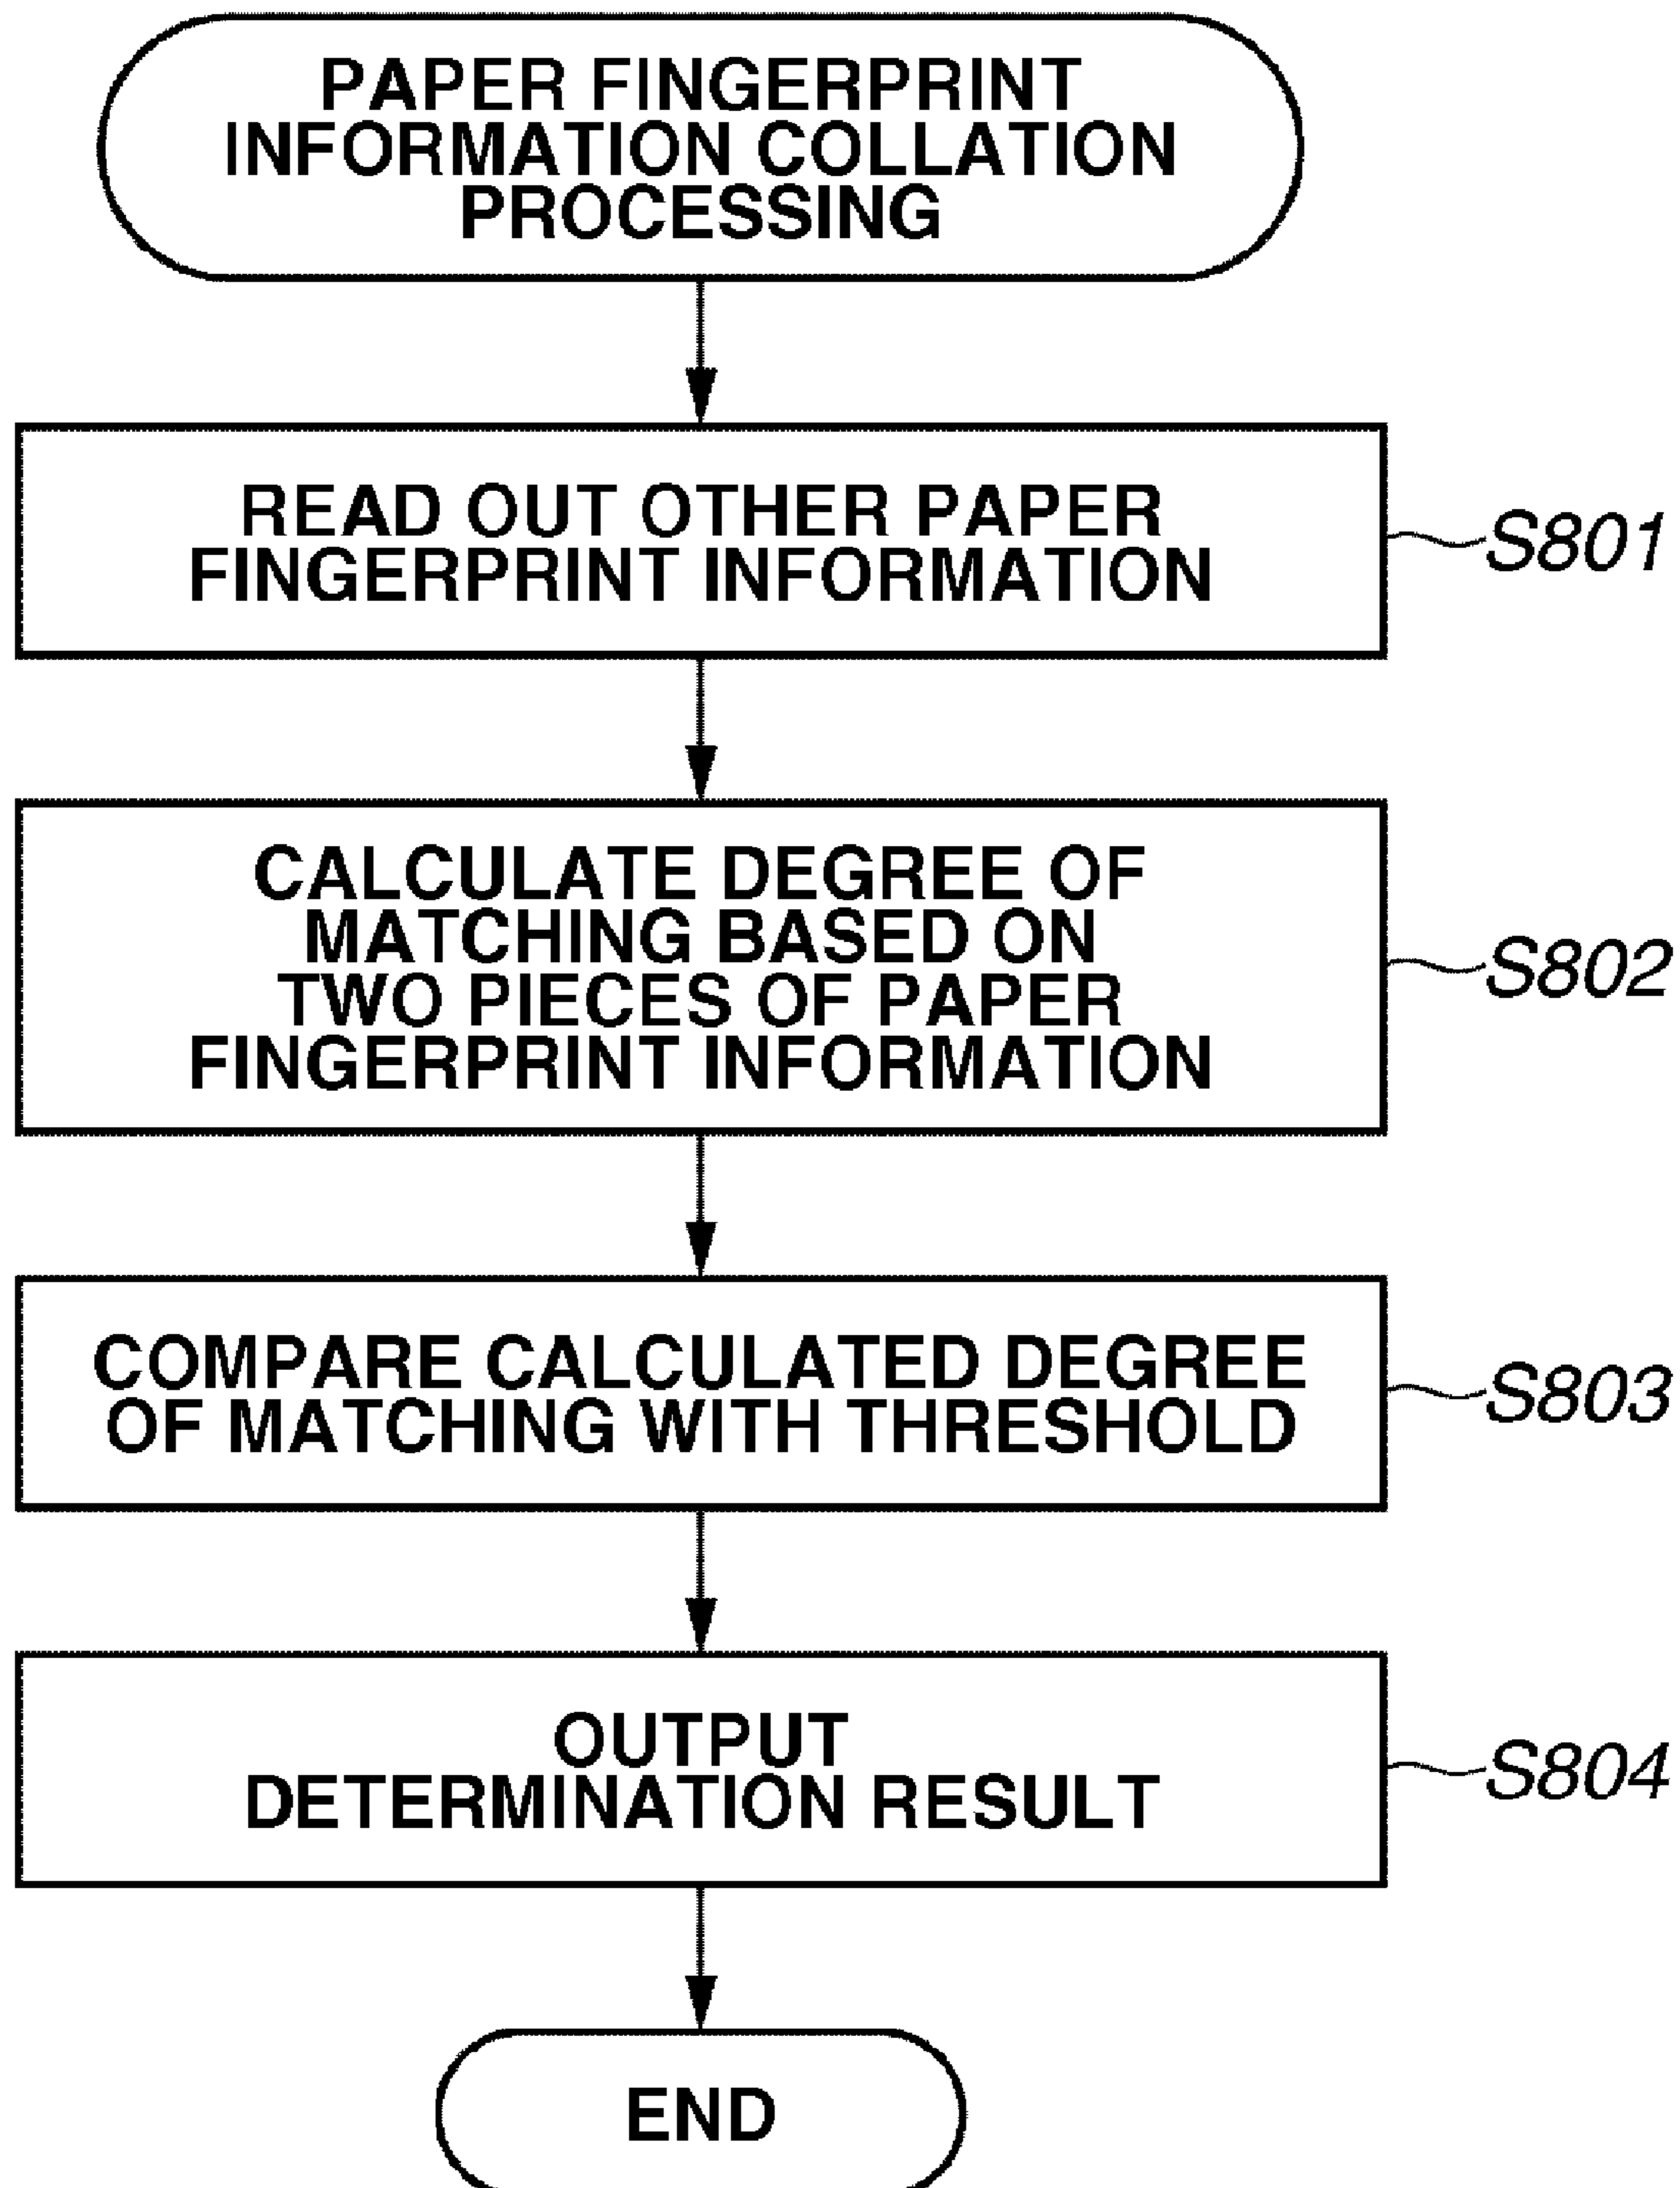 PAPER FINGERPRINT
INFORMATION COLLATION
PROCESSING
READ OUT OTHER PAPER
FINGERPRINT INFORMATION
S801
CALCULATE DEGREE OF
MATCHING BASED ON
TWO PIECES OF PAPER
FINGERPRINT INFORMATION
S802
COMPARE CALCULATED DEGREE
OF MATCHING WITH THRESHOLD
S803
OUTPUT
DETERMINATION RESULT
S804
END